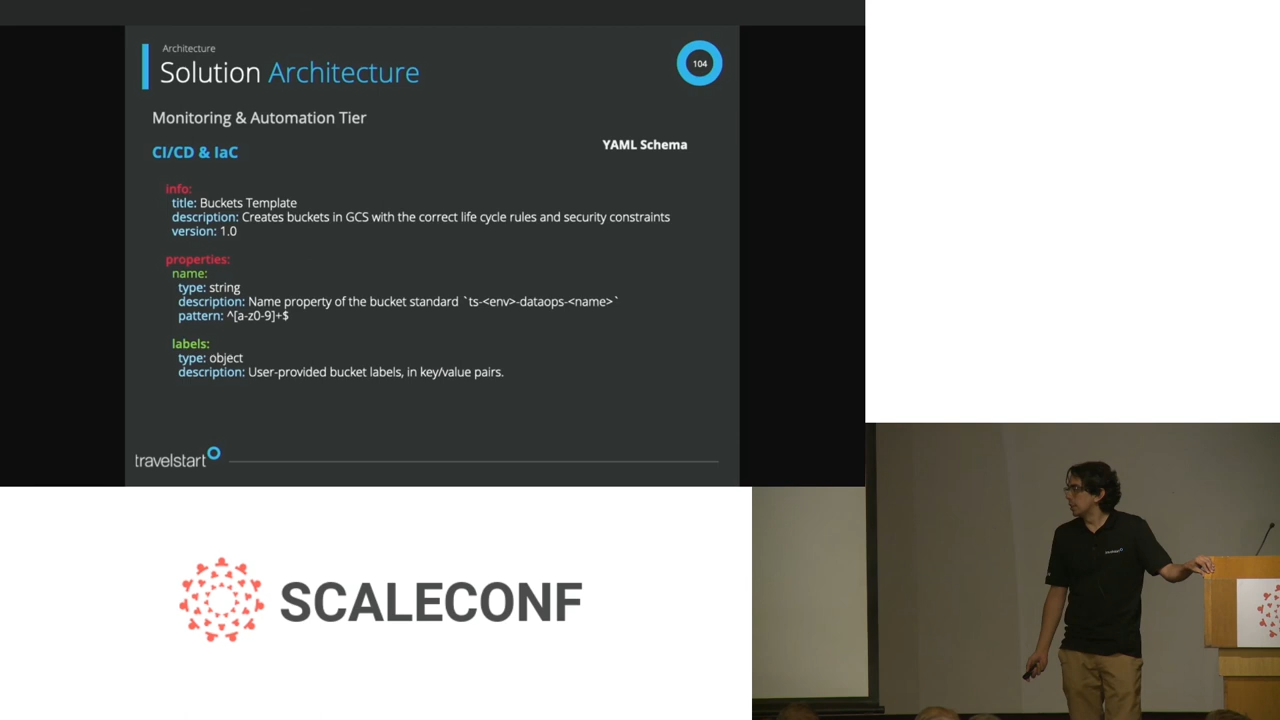 Architecture
Solution Architecture
104
Monitoring & Automation Tier
YAML Schema
CI/CD & IaC
info:
title: Buckets Template
description: Creates buckets in GCS with the correct life cycle rules and security constraints
version: 1.0
properties:
name:
type: string
description: Name property of the bucket standard `ts-<env>-dataops-<name>`
pattern: ^[a-z0-9]+$
labels:
type: object
description: User-provided bucket labels, in key/value pairs.
travelstart
SCALECONF